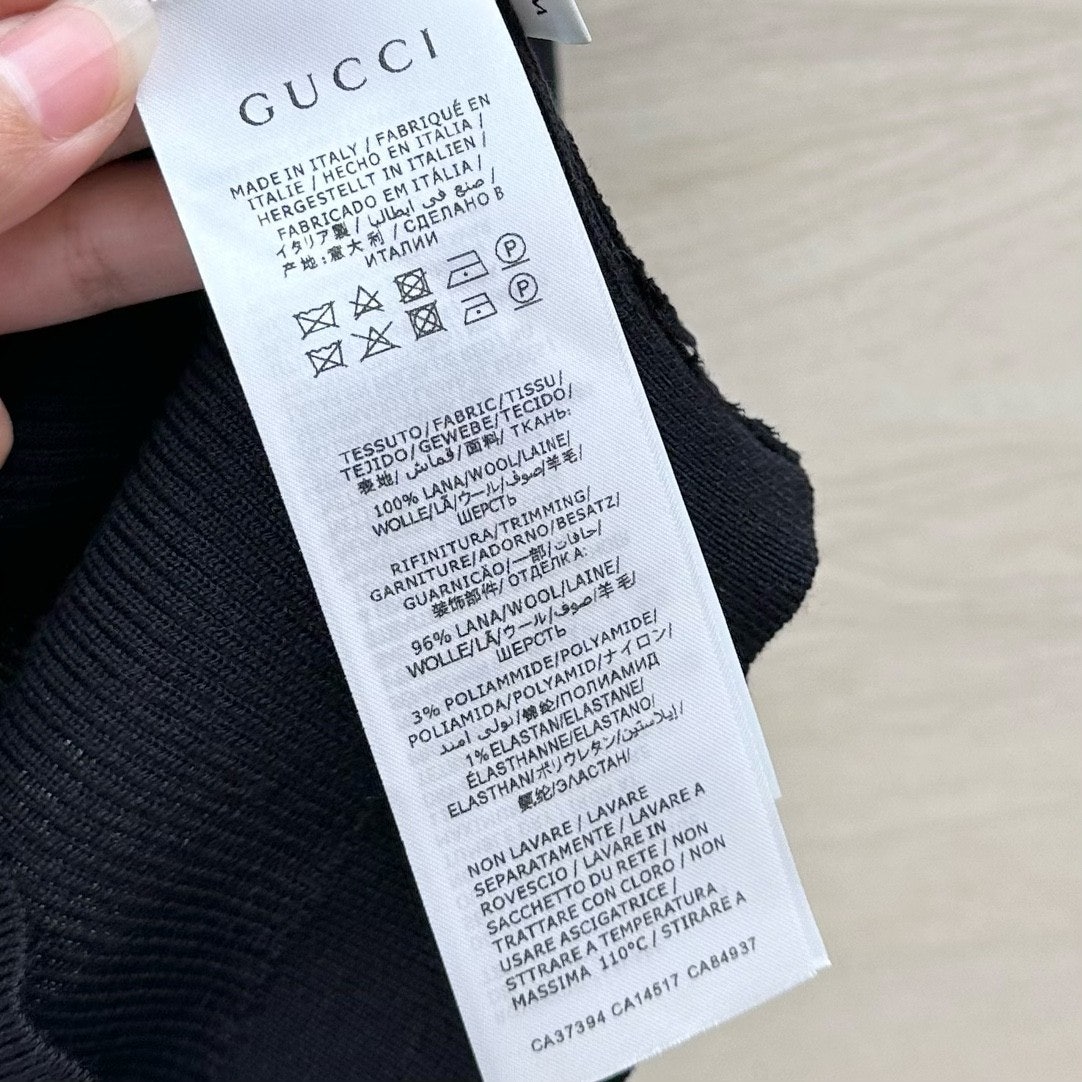 GUCCI
MADE IN ITALY / FABRIQUÉ EN
ITALIE / HECHO EN ITALIA /
HERGESTELLT IN ITALIEN /
FABRICADO EM ITÁLIA /
イタリア製 / صنع في ايطاليا /
产地:意大利 / СДЕЛАНО В
ИТАЛИИ
P
P
TESSUTO/FABRIC/TISSU/
TEJIDO/GEWEBE/TECIDO/
表地/ قماش/ 面料/ ТКАНЬ:
100% LANA/WOOL/LAINE/
WOLLE/LÃ/ウール/صوف/羊毛/
ШЕРСТЬ
RIFINITURA/TRIMMING/
GARNITURE/ADORNO/BESATZ/
GUARNICÃO/一部/حافات/
装饰部件/ОТДЕЛКА:
96% LANA/WOOL/LAINE/
WOLLE/LÃ/ウール/صوف/羊毛/
ШЕРСТЬ
3% POLIAMMIDE/POLYAMIDE/
POLIAMIDA/POLYAMID/ナイロン/
نولى اميد/锦纶/ПОЛИАМИД
1% ELASTAN/ELASTANE/
ÉLASTHANNE/ELASTANO/
ELASTHAN/ポリウレタン/إيلاستين/
氨纶/ЭЛАСТАН/
NON LAVARE / LAVARE
SEPARATAMENTE / LAVARE A
ROVESCIO / LAVARE IN
SACCHETTO DU RETE / NON
TRATTARE CON CLORO / NON
USARE ASCIGATRICE /
STTRARE A TEMPERATURA
MASSIMA 110°C / STIRARE A
CA37394 CA14517 CA84937